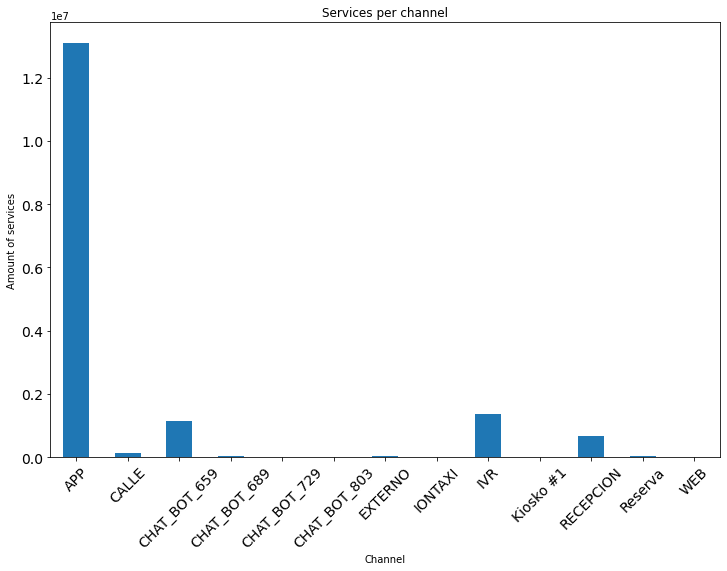 Services per channel
1e7
1.2
1.0
0.8
0.6
0.4
0.2
0.0
Amount of services
APP
CALLE
CHAT_BOT_659
CHAT_BOT_689
CHAT_BOT_729
CHAT_BOT_803
EXTERNO
IONTAXI
IVR
Kiosko #1
RECEPCION
Reserva
WEB
Channel